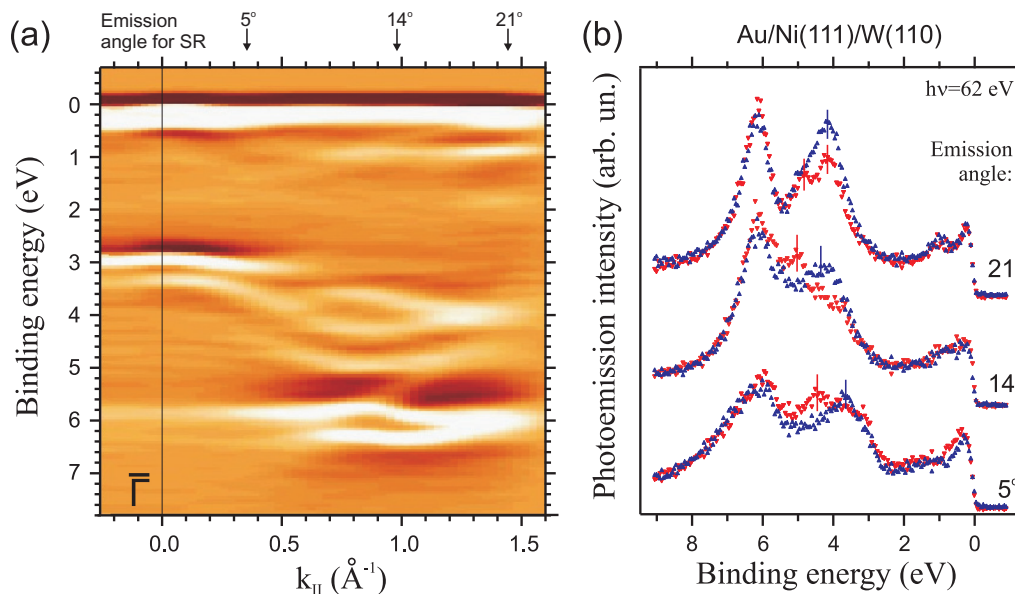 (a)
Emission
angle for SR
5° 14° 21°
0
1
2
3
4
5
6
7
Binding energy (eV)
Γ̅
0.0 0.5 1.0 1.5
k_II (Å⁻¹)
(b)
Au/Ni(111)/W(110)
hν=62 eV
Emission
angle:
21
14
5°
Photoemission intensity (arb. un.)
8 6 4 2 0
Binding energy (eV)